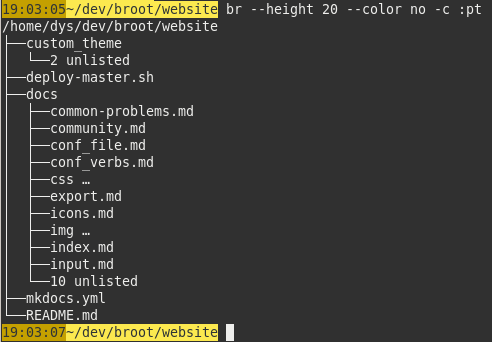 19:03:05~/dev/broot/website br --height 20 --color no -c :pt
/home/dys/dev/broot/website
├──custom_theme
│  └──2 unlisted
├──deploy-master.sh
├──docs
│  ├──common-problems.md
│  ├──community.md
│  ├──conf_file.md
│  ├──conf_verbs.md
│  ├──css …
│  ├──export.md
│  ├──icons.md
│  ├──img …
│  ├──index.md
│  ├──input.md
│  └──10 unlisted
├──mkdocs.yml
└──README.md
19:03:07~/dev/broot/website